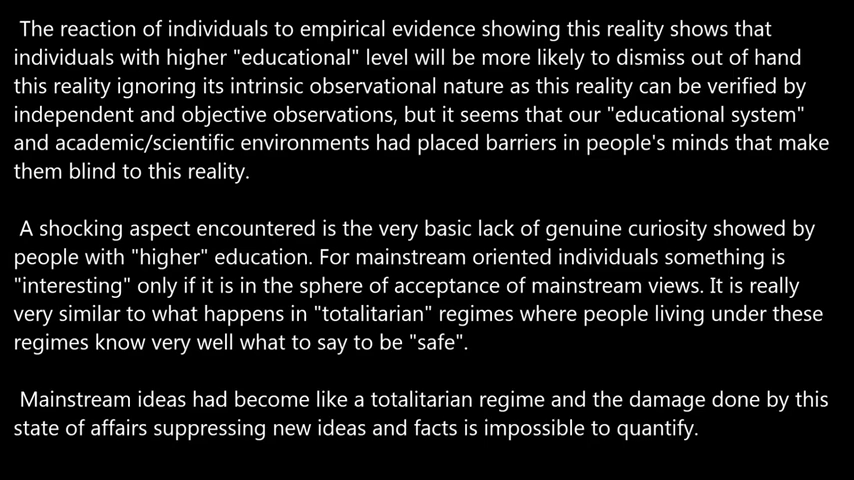 The reaction of individuals to empirical evidence showing this reality shows that
individuals with higher "educational" level will be more likely to dismiss out of hand
this reality ignoring its intrinsic observational nature as this reality can be verified by
independent and objective observations, but it seems that our "educational system"
and academic/scientific environments had placed barriers in people's minds that make
them blind to this reality.
A shocking aspect encountered is the very basic lack of genuine curiosity showed by
people with "higher" education. For mainstream oriented individuals something is
"interesting" only if it is in the sphere of acceptance of mainstream views. It is really
very similar to what happens in "totalitarian" regimes where people living under these
regimes know very well what to say to be "safe".
Mainstream ideas had become like a totalitarian regime and the damage done by this
state of affairs suppressing new ideas and facts is impossible to quantify.